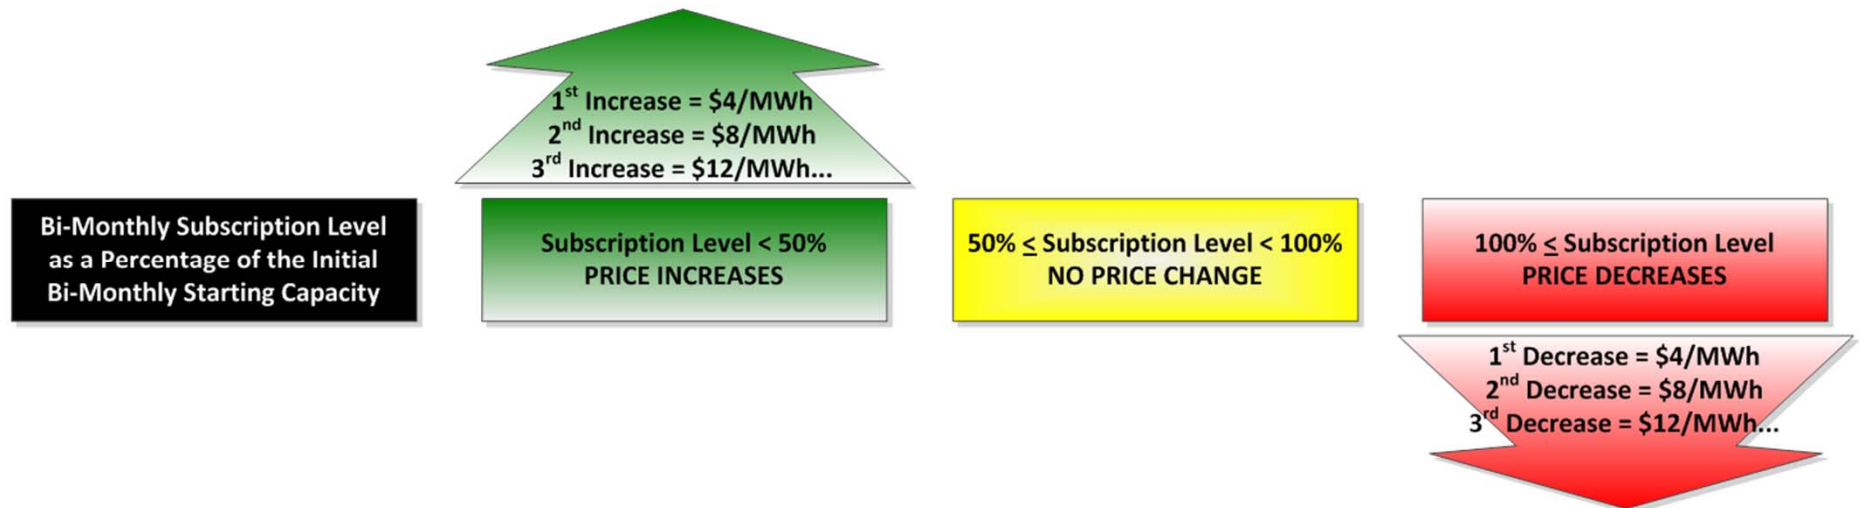 1st Increase = $4/MWh
2nd Increase = $8/MWh
3rd Increase = $12/MWh...
Bi-Monthly Subscription Level
as a Percentage of the Initial
Bi-Monthly Starting Capacity
Subscription Level < 50%
PRICE INCREASES
50% ≤ Subscription Level < 100%
NO PRICE CHANGE
100% ≤ Subscription Level
PRICE DECREASES
1st Decrease = $4/MWh
2nd Decrease = $8/MWh
3rd Decrease = $12/MWh...